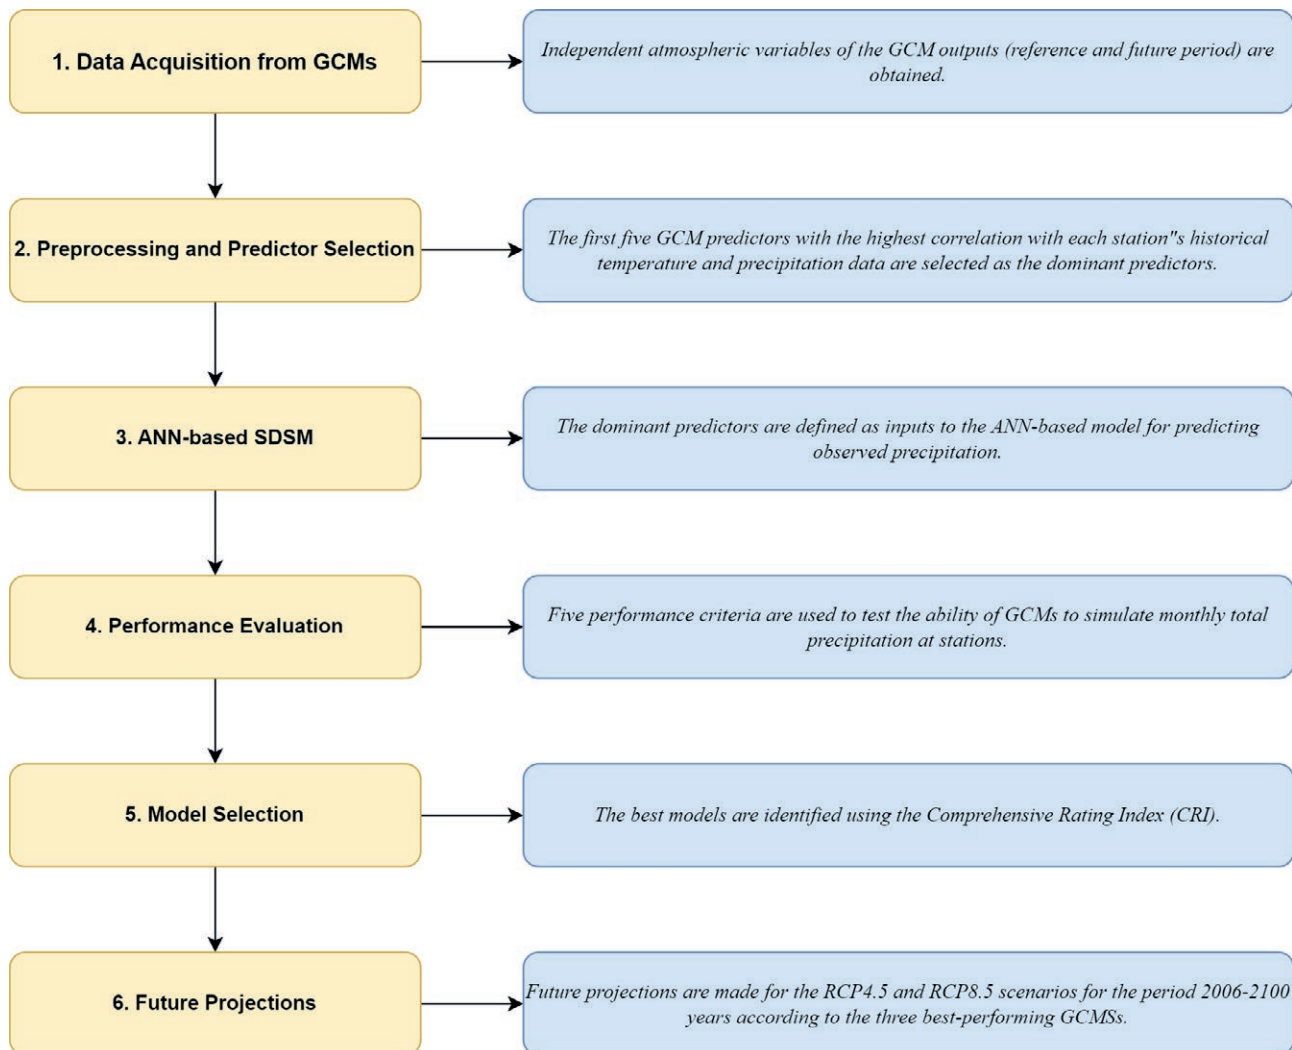 1. Data Acquisition from GCMs
Independent atmospheric variables of the GCM outputs (reference and future period) are
obtained.
2. Preprocessing and Predictor Selection
The first five GCM predictors with the highest correlation with each station"s historical
temperature and precipitation data are selected as the dominant predictors.
3. ANN-based SDSM
The dominant predictors are defined as inputs to the ANN-based model for predicting
observed precipitation.
4. Performance Evaluation
Five performance criteria are used to test the ability of GCMs to simulate monthly total
precipitation at stations.
5. Model Selection
The best models are identified using the Comprehensive Rating Index (CRI).
6. Future Projections
Future projections are made for the RCP4.5 and RCP8.5 scenarios for the period 2006-2100
years according to the three best-performing GCMSs.